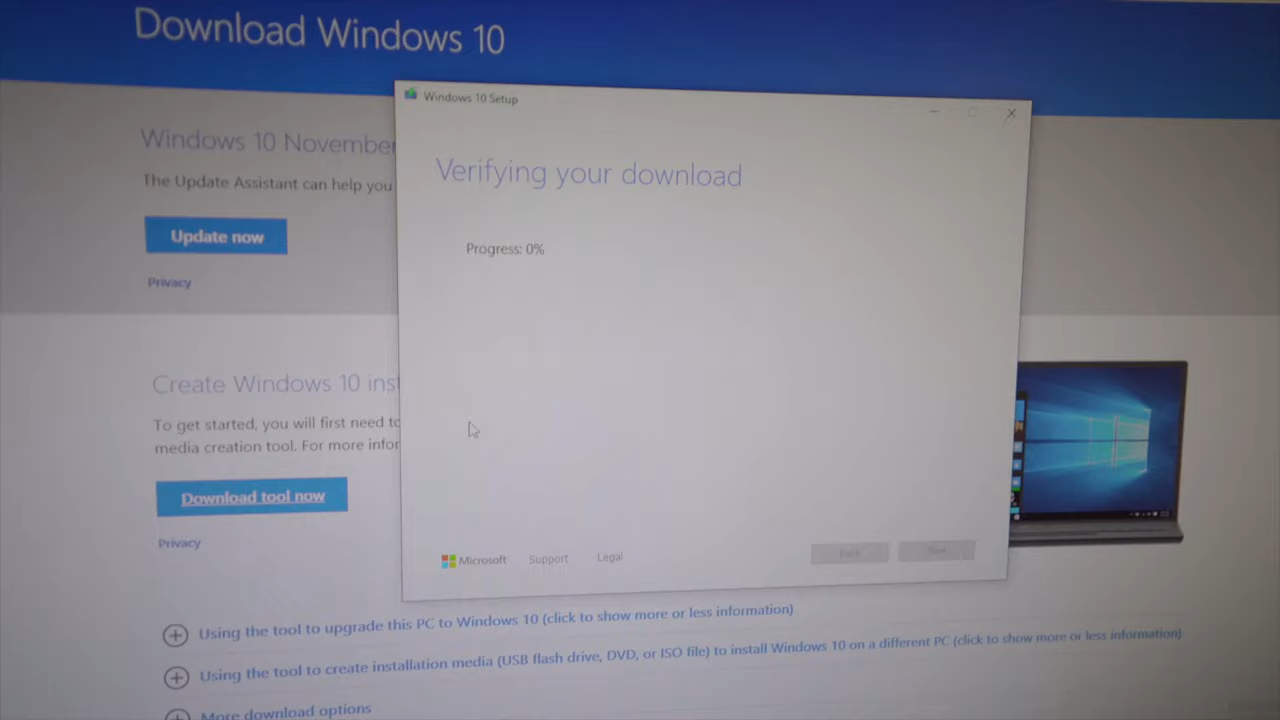 Download Windows 10
Windows 10 November
The Update Assistant can help you
Update now
Privacy
Create Windows 10 inst
To get started, you will first need to
media creation tool. For more infor
Download tool now
Privacy
Windows 10 Setup
Verifying your download
Progress: 0%
Microsoft
Support
Legal
Back
Next
Using the tool to upgrade this PC to Windows 10 (click to show more or less information)
Using the tool to create installation media (USB flash drive, DVD, or ISO file) to install Windows 10 on a different PC (click to show more or less information)
More download options